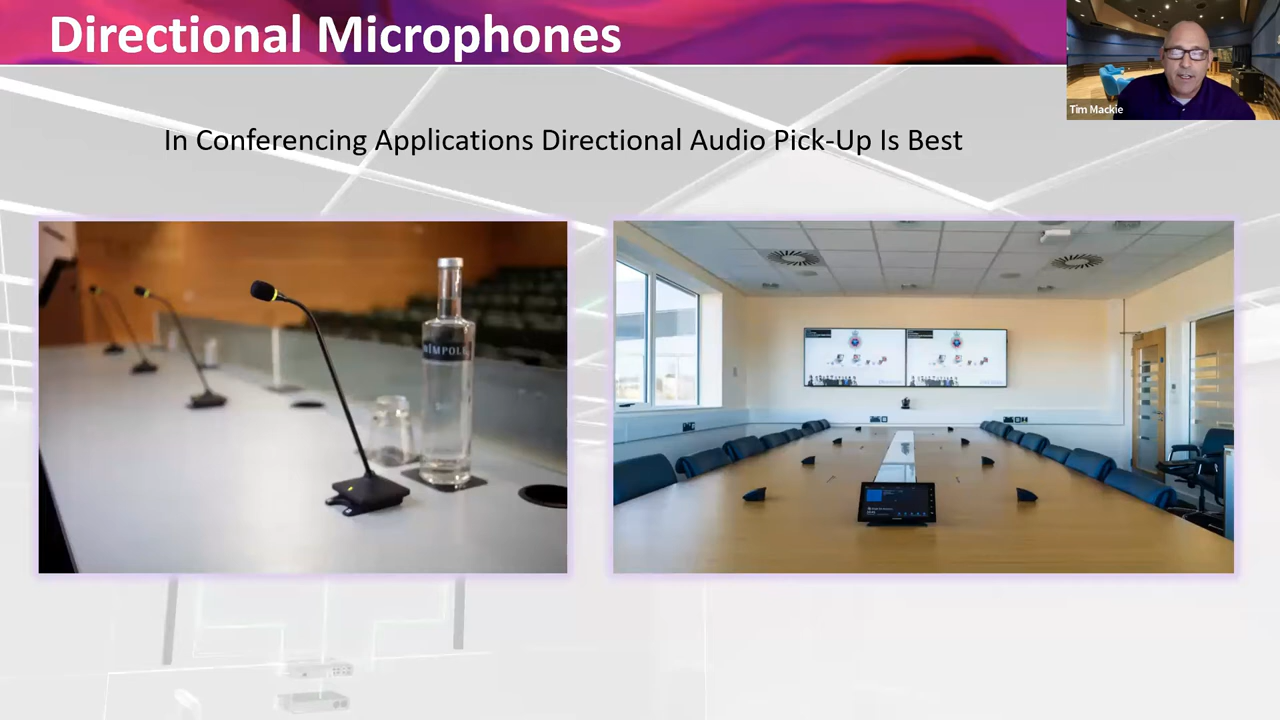 Directional Microphones
Tim Mackie
In Conferencing Applications Directional Audio Pick-Up Is Best